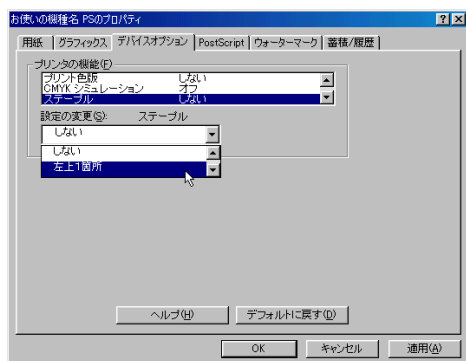 お使いの機種名 PSのプロパティ
用紙 グラフィックス デバイスオプション PostScript ウォーターマーク 蓄積/履歴
プリンタの機能(F)
プリント色版 しない
CMYK シミュレーション オフ
ステープル しない
設定の変更(S): ステープル
しない
しない
左上1箇所
ヘルプ(H) デフォルトに戻す(D)
OK キャンセル 適用(A)